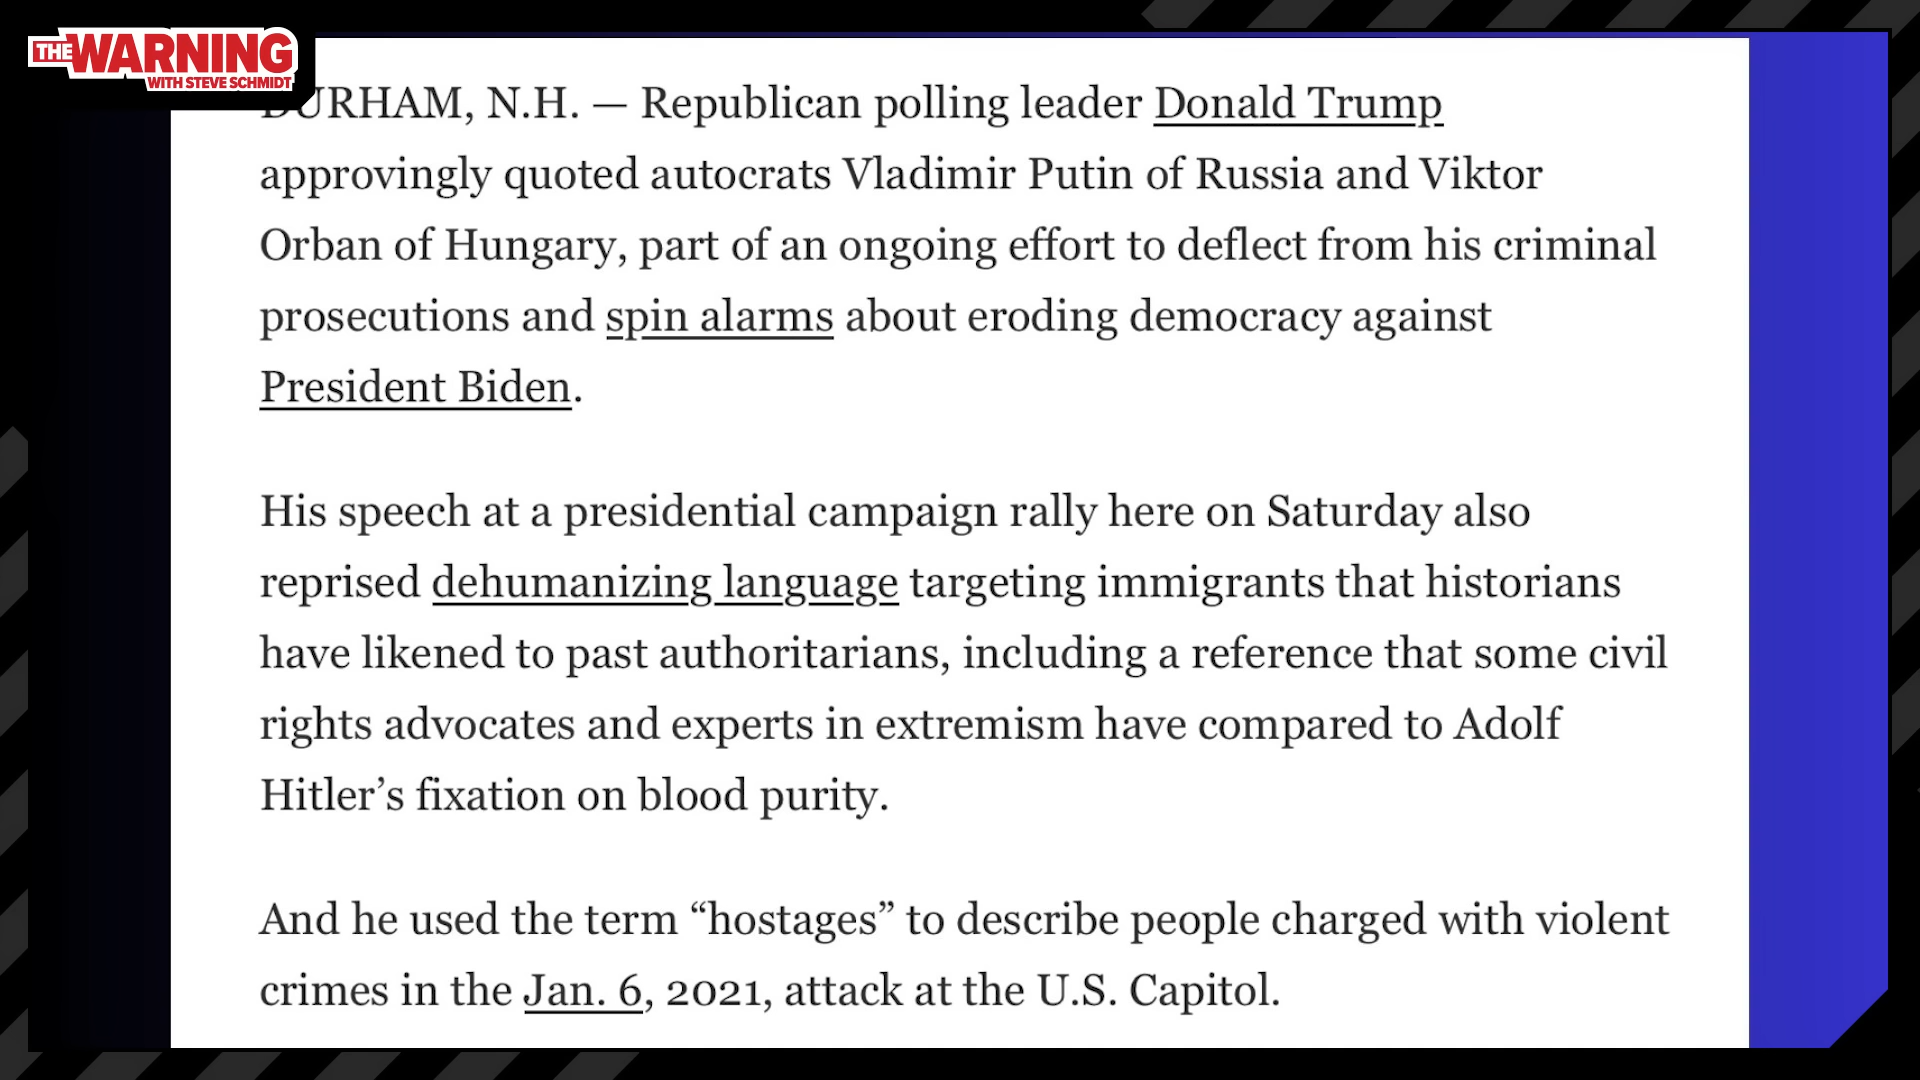 THE WARNING
WITH STEVE SCHMIDT
DURHAM, N.H. — Republican polling leader Donald Trump
approvingly quoted autocrats Vladimir Putin of Russia and Viktor
Orban of Hungary, part of an ongoing effort to deflect from his criminal
prosecutions and spin alarms about eroding democracy against
President Biden.
His speech at a presidential campaign rally here on Saturday also
reprised dehumanizing language targeting immigrants that historians
have likened to past authoritarians, including a reference that some civil
rights advocates and experts in extremism have compared to Adolf
Hitler’s fixation on blood purity.
And he used the term “hostages” to describe people charged with violent
crimes in the Jan. 6, 2021, attack at the U.S. Capitol.